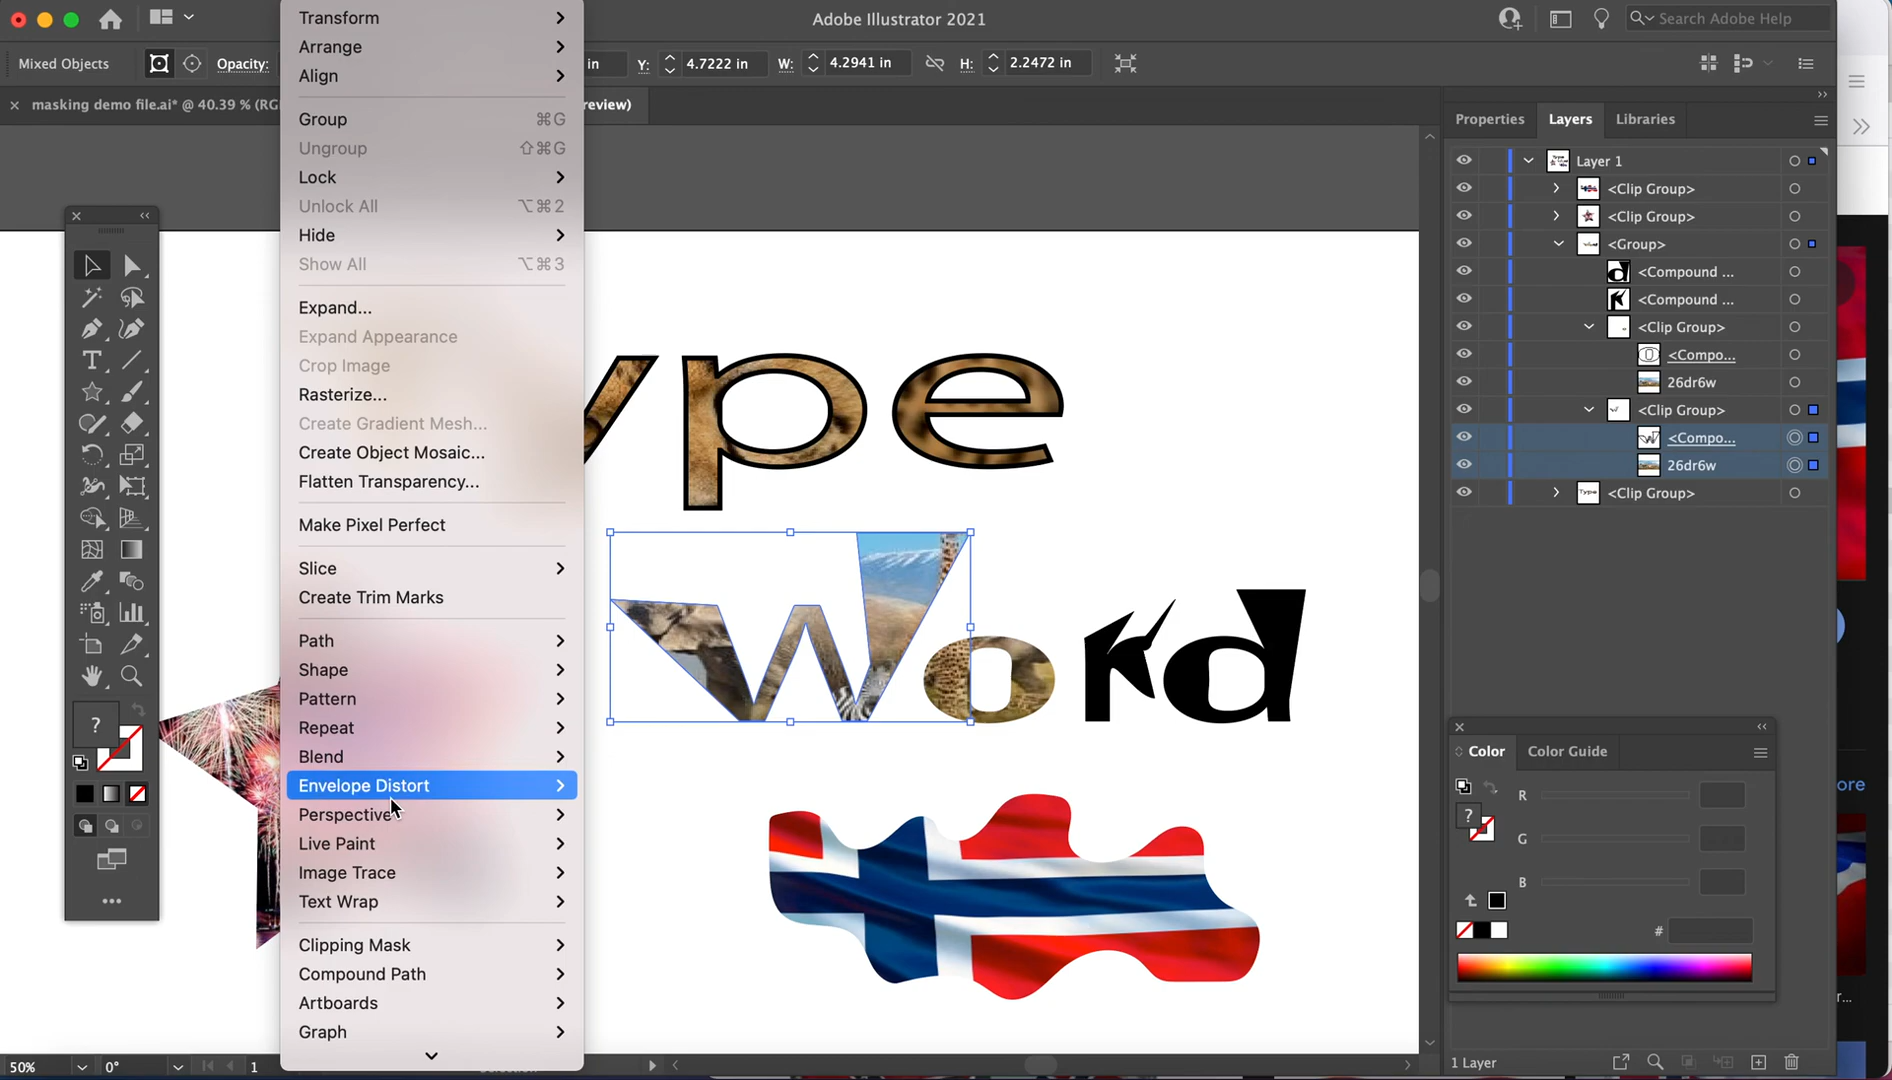 Adobe Illustrator 2021
Search Adobe Help
Mixed Objects
Opacity:
in
Y:
4.7222 in
W:
4.2941 in
H:
2.2472 in
× masking demo file.ai* @ 40.39 % (RG
review)
Transform
Arrange
Align
Group ⌘G
Ungroup ⇧⌘G
Lock
Unlock All ⌥⌘2
Hide
Show All ⌥⌘3
Expand...
Expand Appearance
Crop Image
Rasterize...
Create Gradient Mesh...
Create Object Mosaic...
Flatten Transparency...
Make Pixel Perfect
Slice
Create Trim Marks
Path
Shape
Pattern
Repeat
Blend
Envelope Distort
Perspective
Live Paint
Image Trace
Text Wrap
Clipping Mask
Compound Path
Artboards
Graph
ype
Word
Properties
Layers
Libraries
Layer 1
<Clip Group>
<Clip Group>
<Group>
<Compound ...
<Compound ...
<Clip Group>
<Compo...
26dr6w
<Clip Group>
<Compo...
26dr6w
<Clip Group>
Color
Color Guide
R
G
B
#
ore
r...
50%
0°
1
Selection
1 Layer